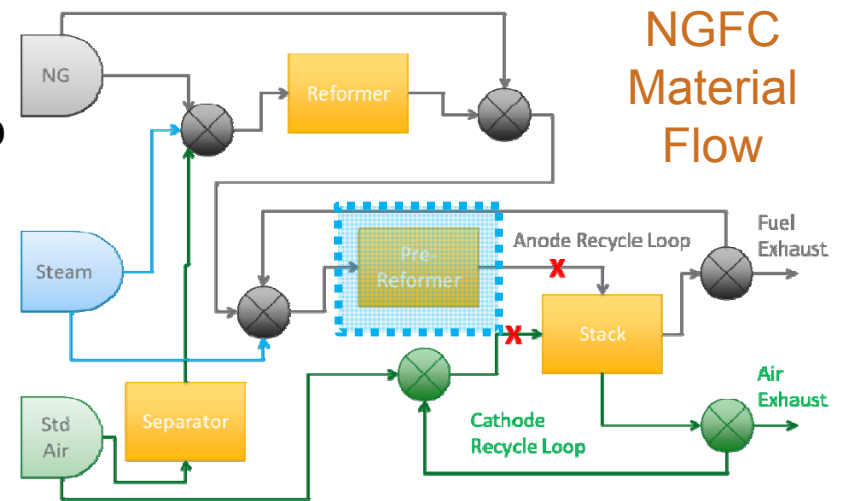 NGFC
Material
Flow
NG
Reformer
Steam
Pre-
Reformer
Anode Recycle Loop
Fuel
Exhaust
Stack
Std
Air
Separator
Cathode
Recycle Loop
Air
Exhaust